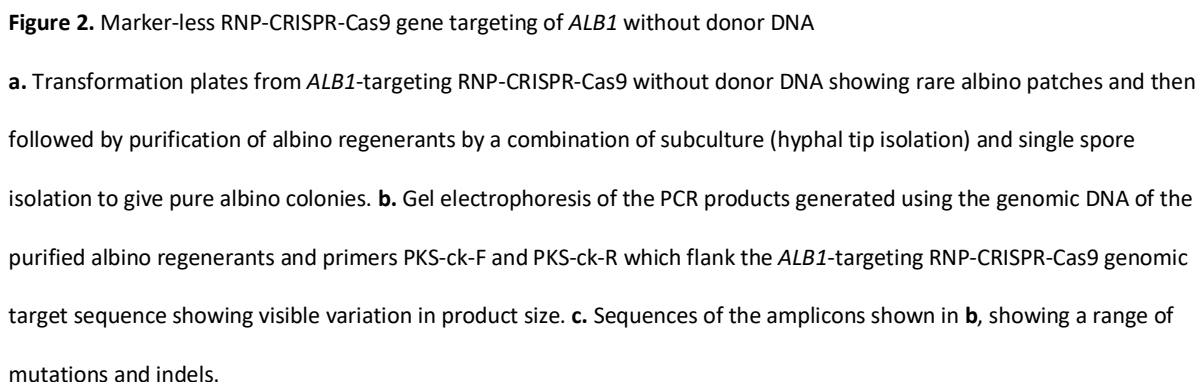 Figure 2. Marker-less RNP-CRISPR-Cas9 gene targeting of ALB1 without donor DNA
a. Transformation plates from ALB1-targeting RNP-CRISPR-Cas9 without donor DNA showing rare albino patches and then
followed by purification of albino regenerants by a combination of subculture (hyphal tip isolation) and single spore
isolation to give pure albino colonies. b. Gel electrophoresis of the PCR products generated using the genomic DNA of the
purified albino regenerants and primers PKS-ck-F and PKS-ck-R which flank the ALB1-targeting RNP-CRISPR-Cas9 genomic
target sequence showing visible variation in product size. c. Sequences of the amplicons shown in b, showing a range of
mutations and indels.